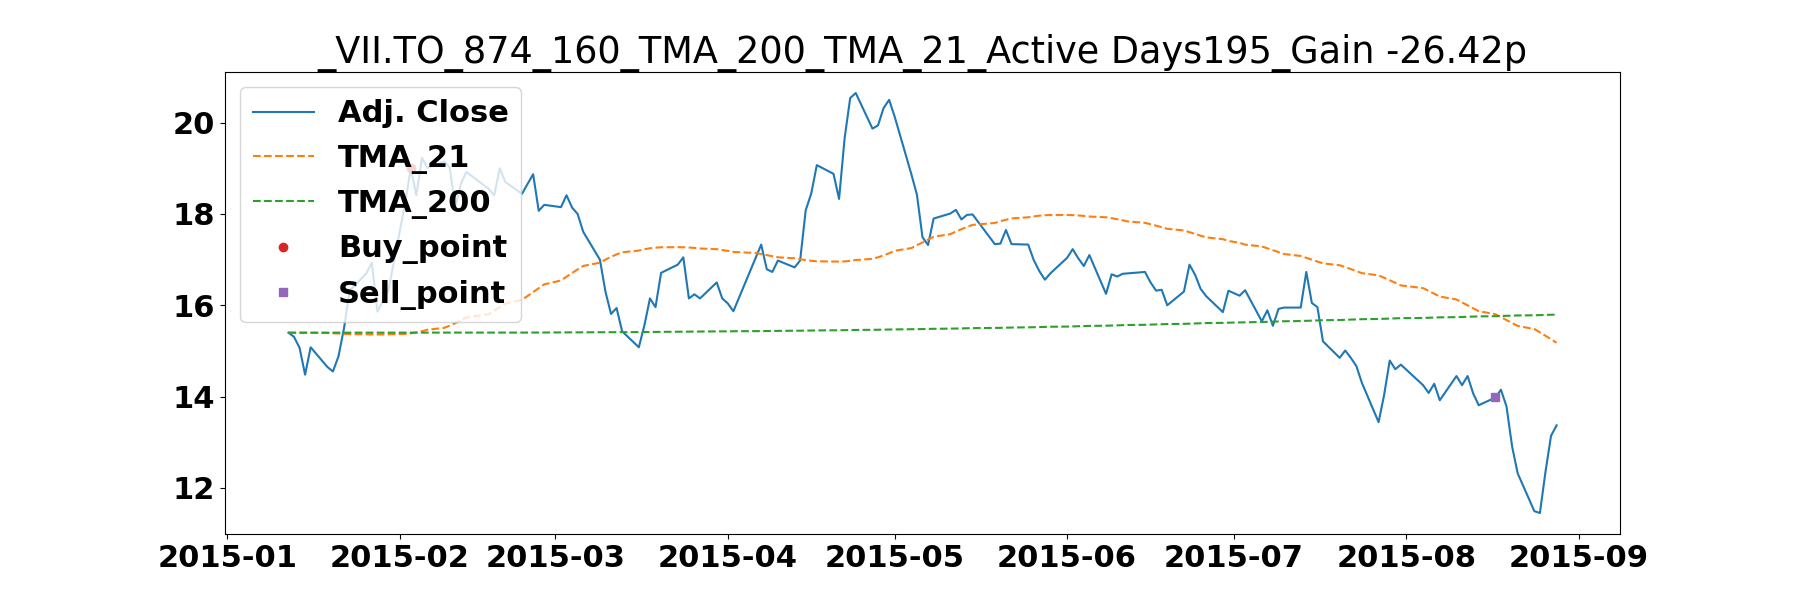 _VII.TO_874_160_TMA_200_TMA_21_Active Days195_Gain -26.42p
Adj. Close
TMA_21
TMA_200
Buy_point
Sell_point
20
18
16
14
12
2015-01 2015-02 2015-03 2015-04 2015-05 2015-06 2015-07 2015-08 2015-09